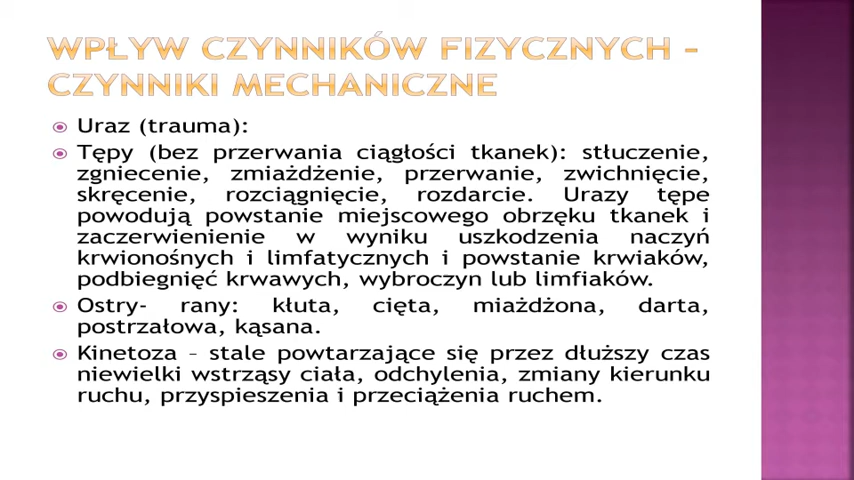 WPŁYW CZYNNIKÓW FIZYCZNYCH –
CZYNNIKI MECHANICZNE
Uraz (trauma):
Tępy (bez przerwania ciągłości tkanek): stłuczenie,
zgniecenie, zmiażdżenie, przerwanie, zwichnięcie,
skręcenie, rozciągnięcie, rozdarcie. Urazy tępe
powodują powstanie miejscowego obrzęku tkanek i
zaczerwienienie w wyniku uszkodzenia naczyń
krwionośnych i limfatycznych i powstanie krwiaków,
podbiegnięć krwawych, wybroczyn lub limfiaków.
Ostry- rany: kłuta, cięta, miażdżona, darta,
postrzałowa, kąsana.
Kinetoza – stale powtarzające się przez dłuższy czas
niewielki wstrząsy ciała, odchylenia, zmiany kierunku
ruchu, przyspieszenia i przeciążenia ruchem.